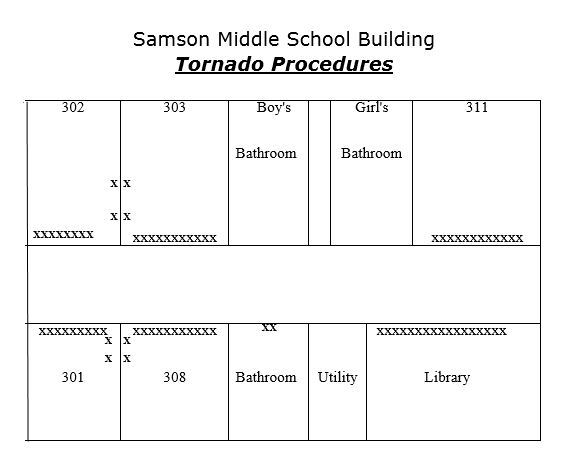 Samson Middle School Building
Tornado Procedures
302 303 Boy's Girl's 311
Bathroom Bathroom
x x
x x
xxxxxxxx xxxxxxxxxxx xxxxxxxxxxxx
xxxxxxxxx xxxxxxxxxxx xx xxxxxxxxxxxxxxxxx
x x
x x
301 308 Bathroom Utility Library